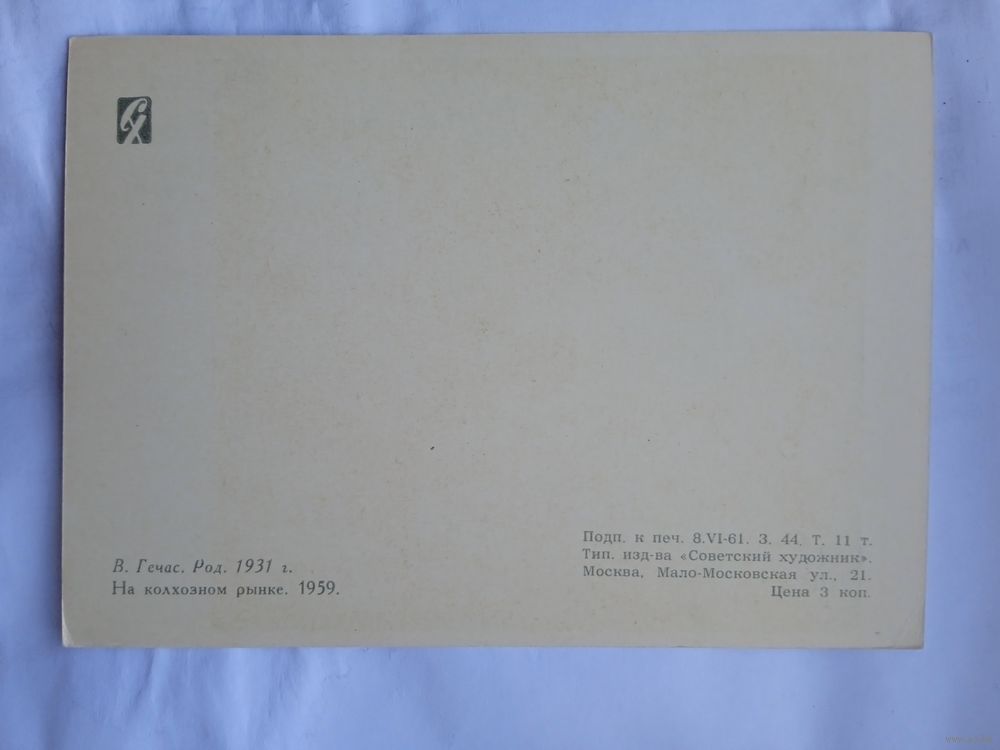 СХ
В. Гечас. Род. 1931 г.
На колхозном рынке. 1959.
Подп. к печ. 8.VI-61. З. 44. Т. 11 т.
Тип. изд-ва «Советский художник».
Москва, Мало-Московская ул., 21.
Цена 3 коп.